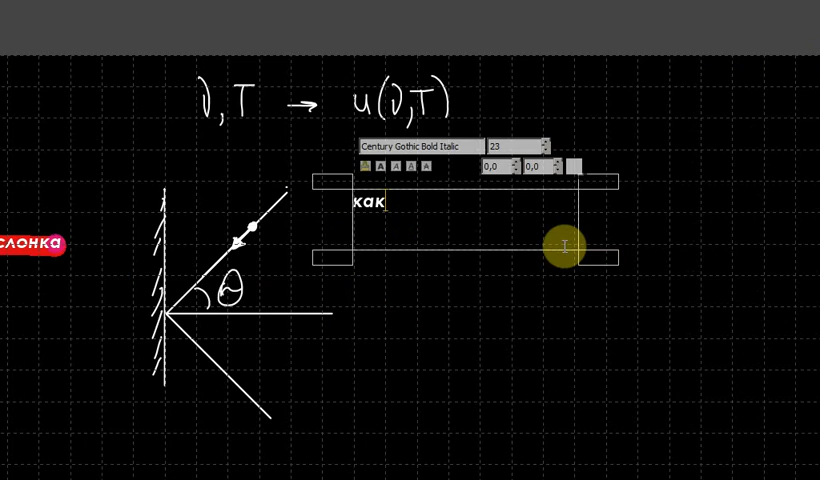 ν, T → u(ν,T)
Century Gothic Bold Italic 23
A A A A A 0,0 0,0
как
слонка
θ